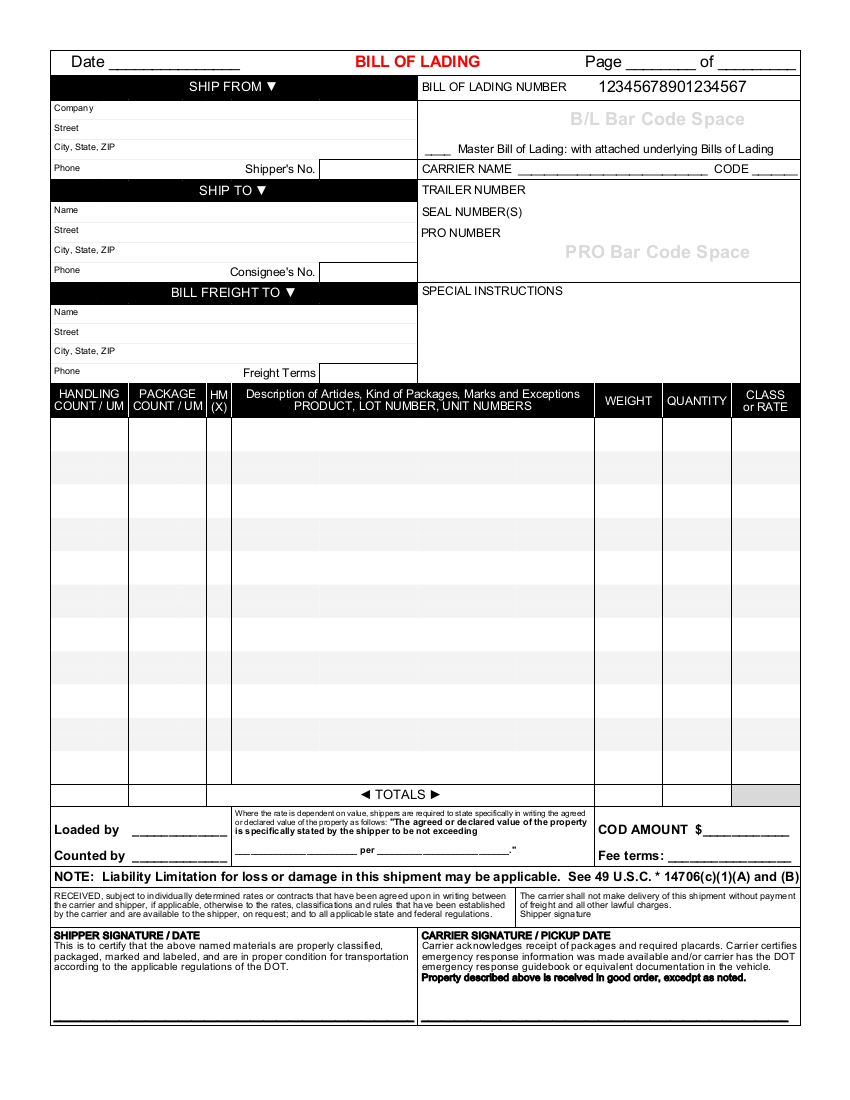 Date _______________ BILL OF LADING Page ________ of _________
SHIP FROM ▼
Company
Street
City, State, ZIP
Phone Shipper's No.
BILL OF LADING NUMBER 12345678901234567
B/L Bar Code Space
____ Master Bill of Lading: with attached underlying Bills of Lading
CARRIER NAME ____________________________ CODE _______
SHIP TO ▼
Name
Street
City, State, ZIP
Phone Consignee's No.
TRAILER NUMBER
SEAL NUMBER(S)
PRO NUMBER
PRO Bar Code Space
BILL FREIGHT TO ▼
Name
Street
City, State, ZIP
Phone Freight Terms
SPECIAL INSTRUCTIONS
HANDLING
COUNT / UM
PACKAGE
COUNT / UM
HM
(X)
Description of Articles, Kind of Packages, Marks and Exceptions
PRODUCT, LOT NUMBER, UNIT NUMBERS
WEIGHT
QUANTITY
CLASS
or RATE
◄ TOTALS ►
Loaded by _____________
Counted by _____________
Where the rate is dependent on value, shippers are required to state specifically in writing the agreed
or declared value of the property as follows: "The agreed or declared value of the property
is specifically stated by the shipper to be not exceeding
________________________ per __________________________."
COD AMOUNT $____________
Fee terms: _________________
NOTE: Liability Limitation for loss or damage in this shipment may be applicable. See 49 U.S.C. * 14706(c)(1)(A) and (B)
RECEIVED, subject to individually determined rates or contracts that have been agreed upon in writing between
the carrier and shipper, if applicable, otherwise to the rates, classifications and rules that have been established
by the carrier and are available to the shipper, on request; and to all applicable state and federal regulations.
The carrier shall not make delivery of this shipment without payment
of freight and all other lawful charges.
Shipper signature
SHIPPER SIGNATURE / DATE
This is to certify that the above named materials are properly classified,
packaged, marked and labeled, and are in proper condition for transportation
according to the applicable regulations of the DOT.
CARRIER SIGNATURE / PICKUP DATE
Carrier acknowledges receipt of packages and required placards. Carrier certifies
emergency response information was made available and/or carrier has the DOT
emergency response guidebook or equivalent documentation in the vehicle.
Property described above is received in good order, excedpt as noted.